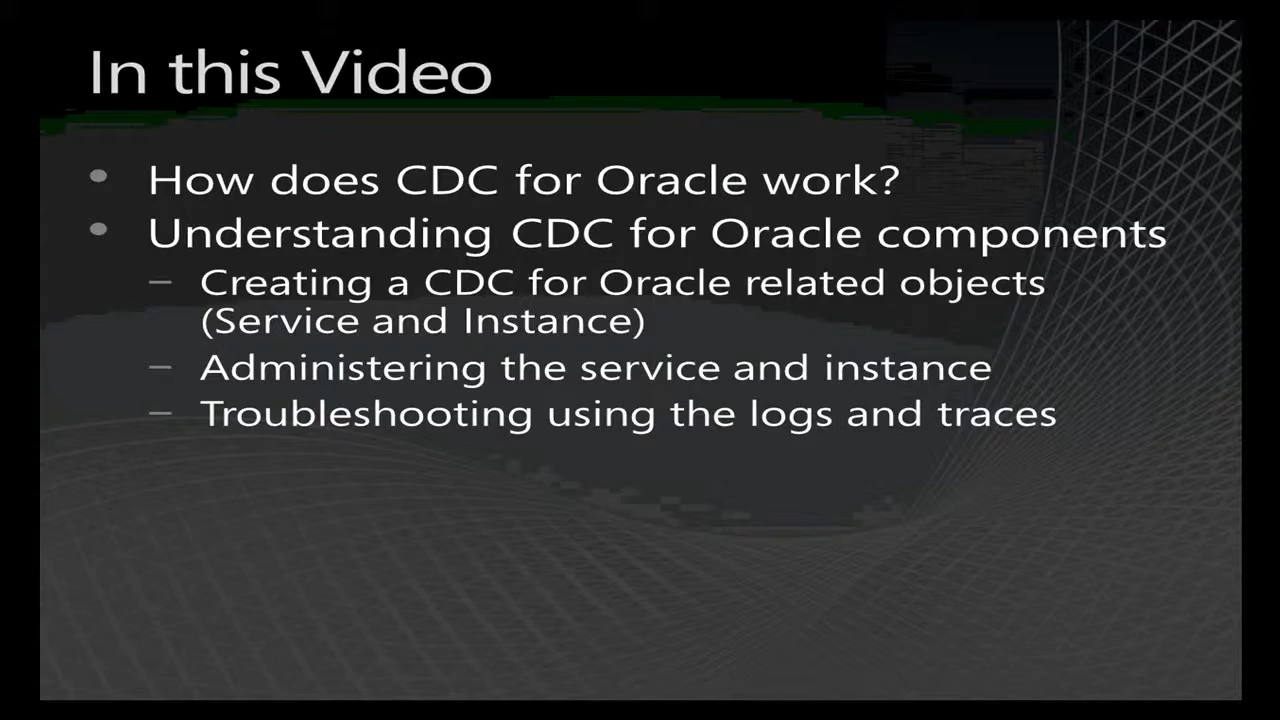 In this Video
• How does CDC for Oracle work?
• Understanding CDC for Oracle components
– Creating a CDC for Oracle related objects
(Service and Instance)
– Administering the service and instance
– Troubleshooting using the logs and traces